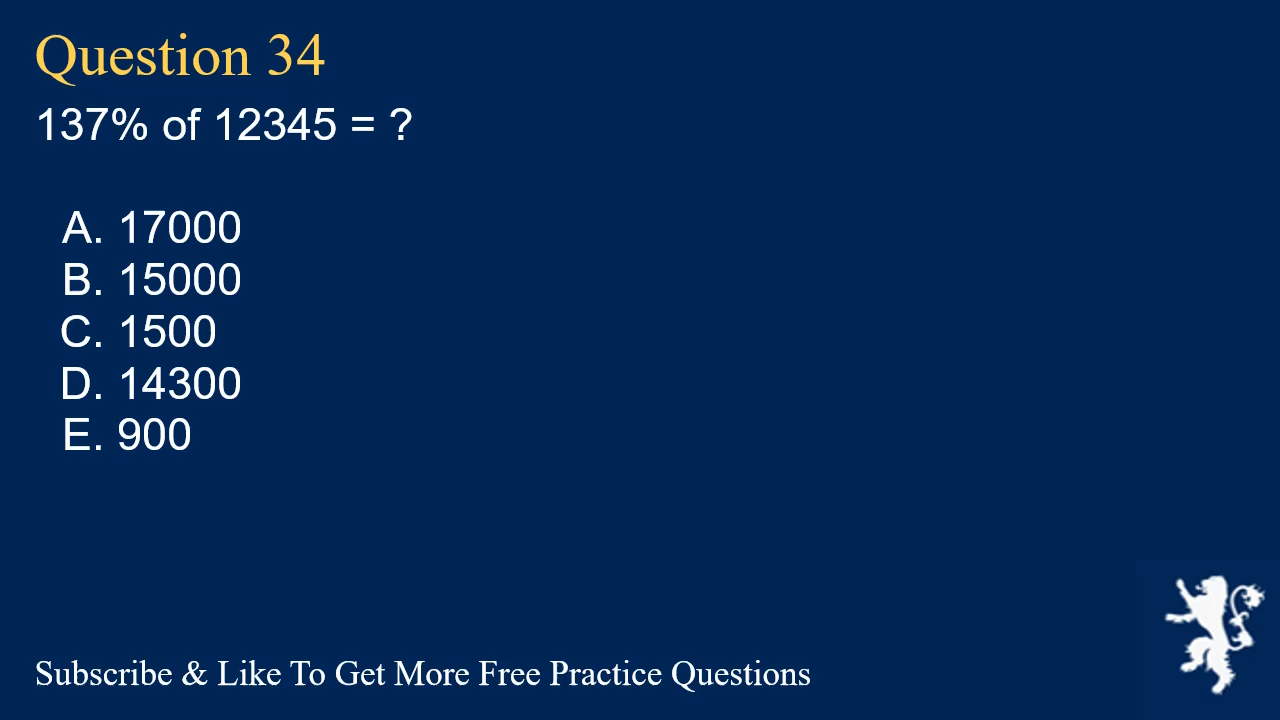 Question 34
137% of 12345 = ?
A. 17000
B. 15000
C. 1500
D. 14300
E. 900
Subscribe & Like To Get More Free Practice Questions